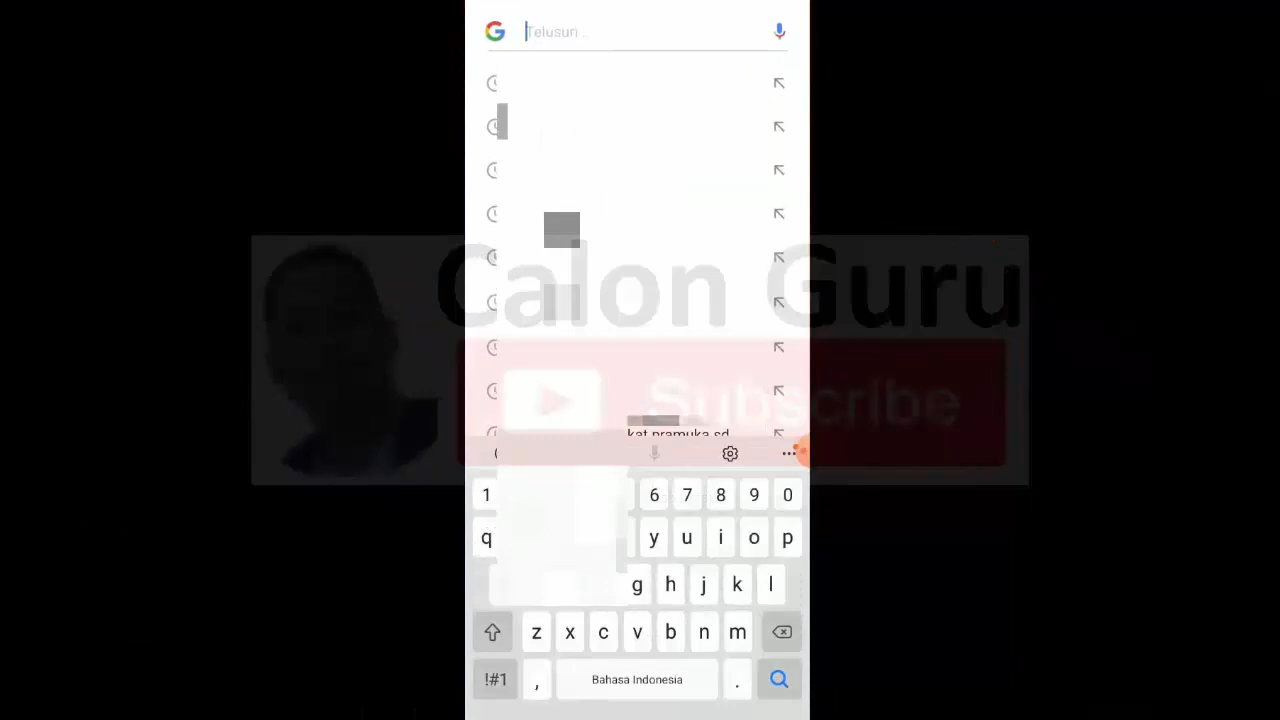 Telusuri ...
Calon Guru
Subscribe
kat pramuka sd
1 6 7 8 9 0
q y u i o p
g h j k l
z x c v b n m
!#1 , Bahasa Indonesia .